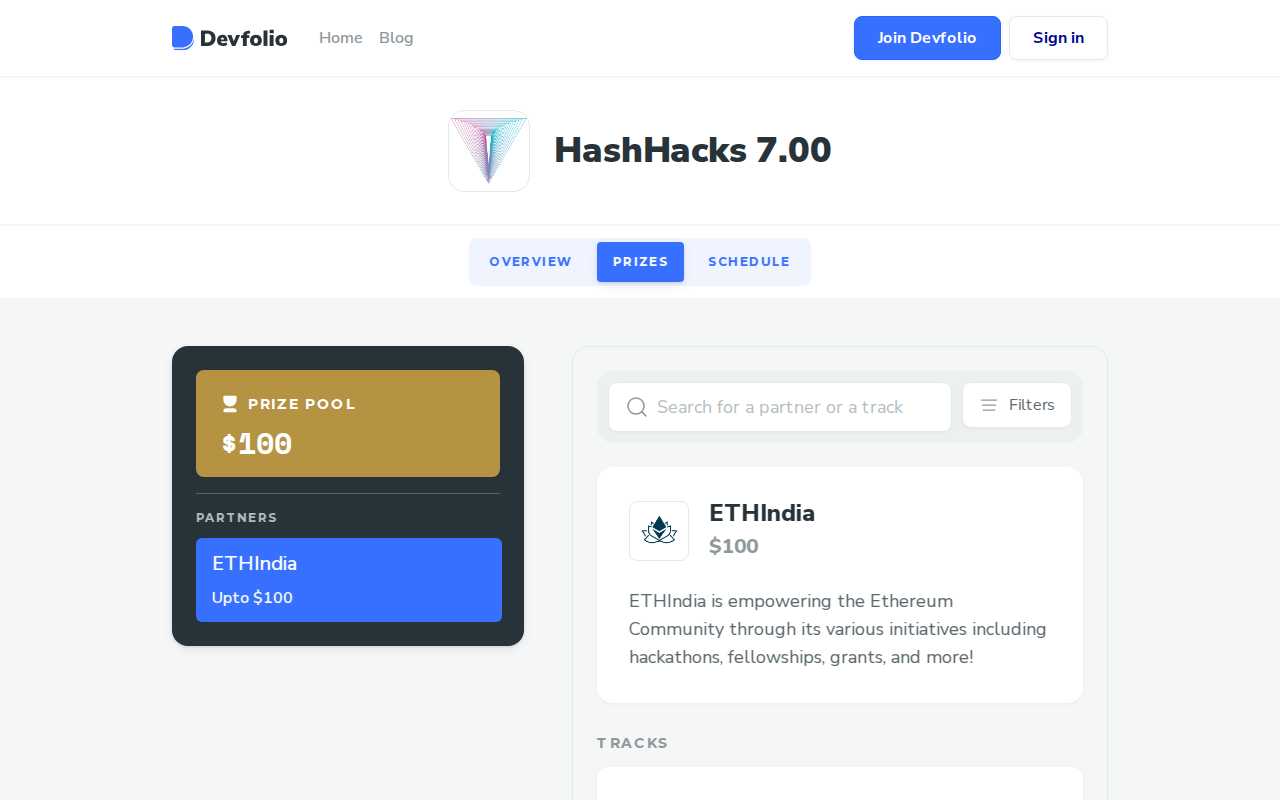 Devfolio
Home
Blog
Join Devfolio
Sign in
HashHacks 7.00
OVERVIEW
PRIZES
SCHEDULE
PRIZE POOL
$100
PARTNERS
ETHIndia
Upto $100
Search for a partner or a track
Filters
ETHIndia
$100
ETHIndia is empowering the Ethereum
Community through its various initiatives including
hackathons, fellowships, grants, and more!
TRACKS